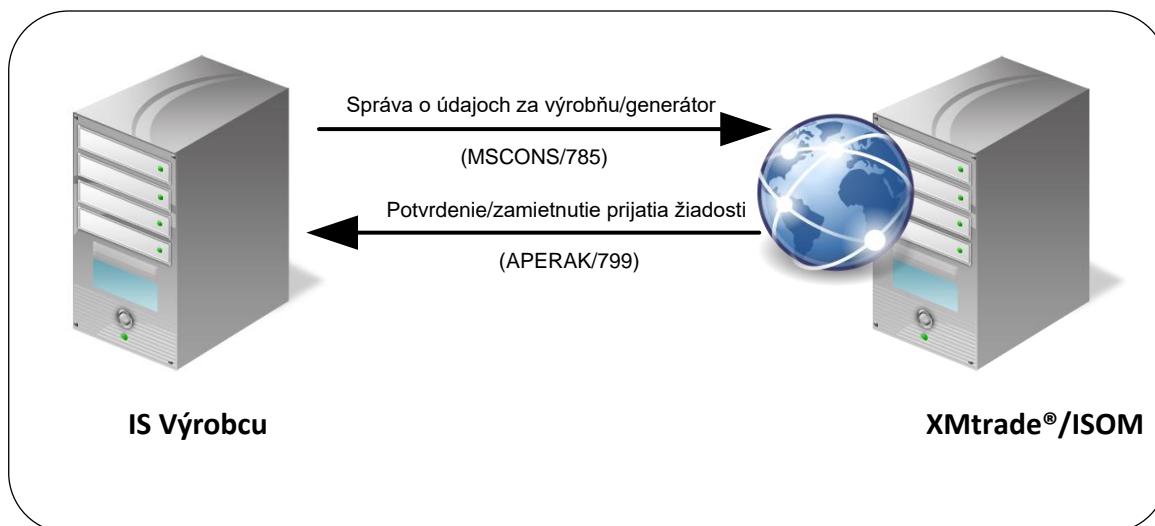 Správa o údajoch za výrobňu/generátor
(MSCONS/785)
Potvrdenie/zamietnutie prijatia žiadosti
(APERAK/799)
IS Výrobcu
XMtrade®/ISOM